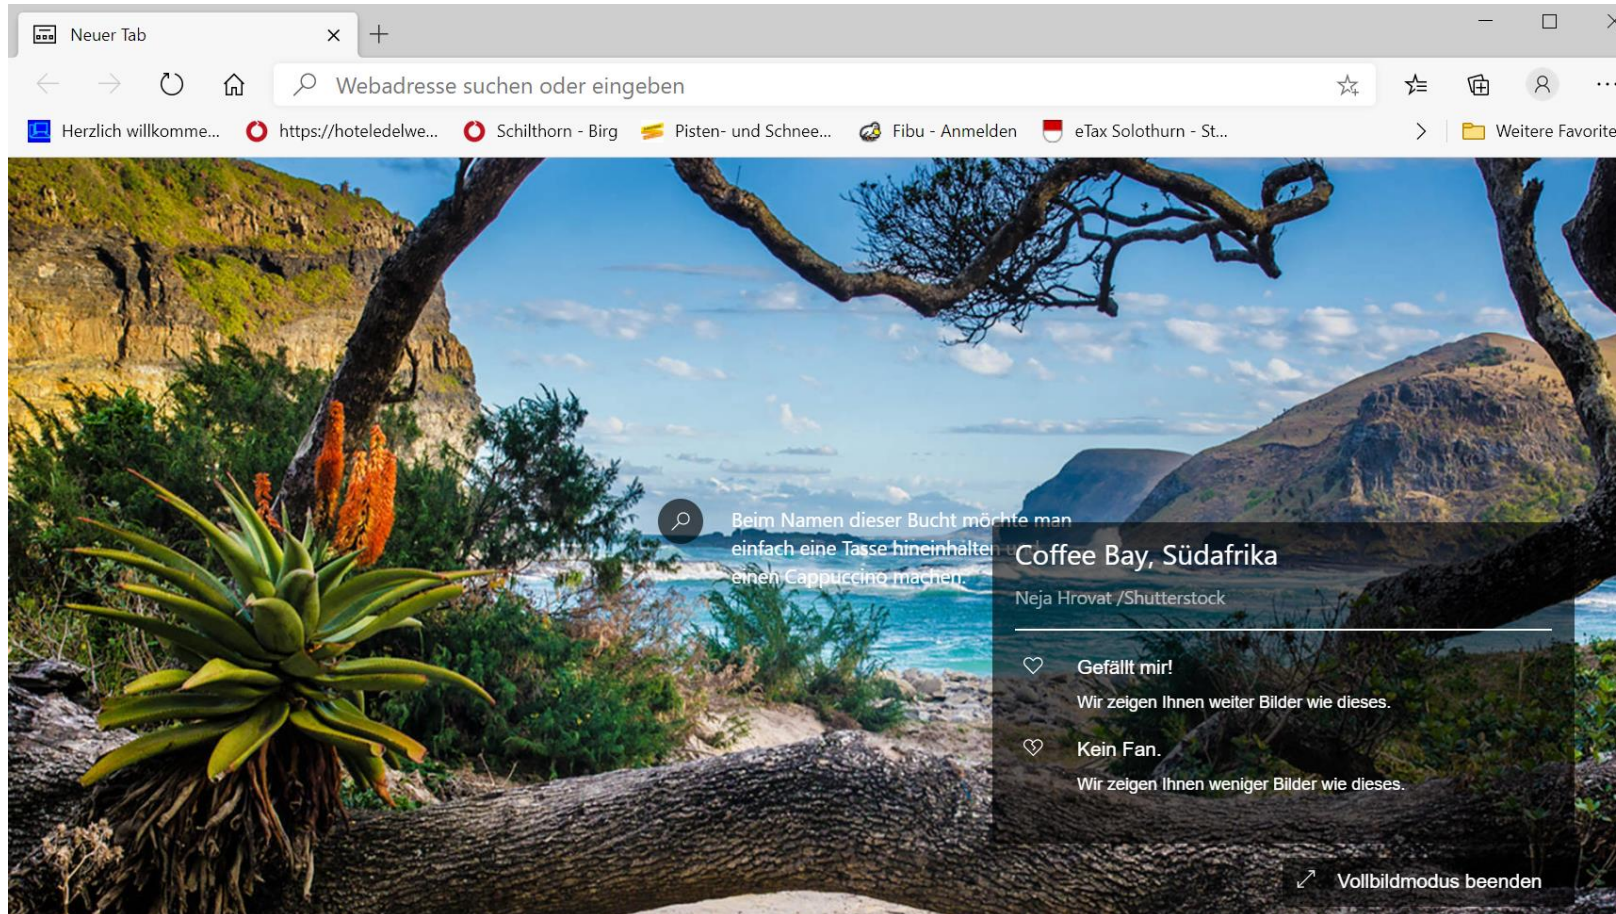 Neuer Tab
Webadresse suchen oder eingeben
Herzlich willkomme...
https://hoteledelwe...
Schilthorn - Birg
Pisten- und Schnee...
Fibu - Anmelden
eTax Solothurn - St...
Weitere Favorite
Beim Namen dieser Bucht möchte man
einfach eine Tasse hineinhalten und
einen Cappuccino machen.
Coffee Bay, Südafrika
Neja Hrovat /Shutterstock
Gefällt mir!
Wir zeigen Ihnen weiter Bilder wie dieses.
Kein Fan.
Wir zeigen Ihnen weniger Bilder wie dieses.
Vollbildmodus beenden